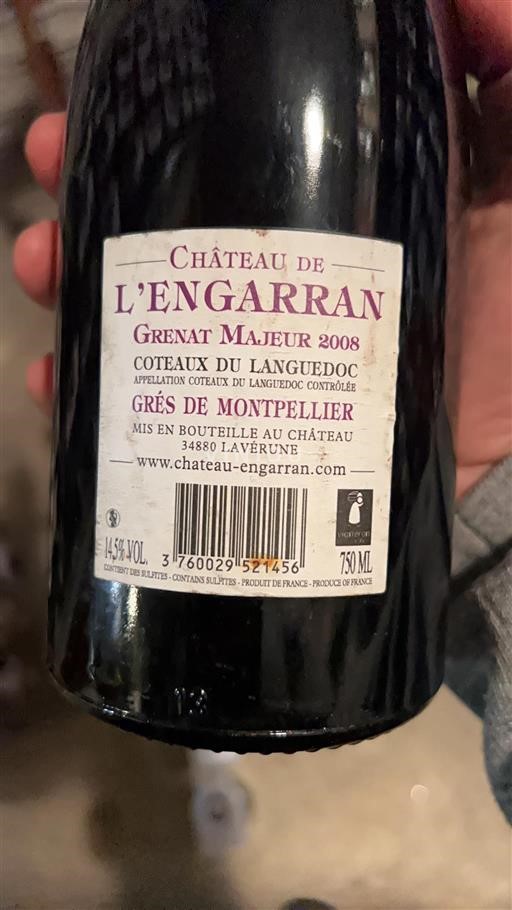 CHÂTEAU DE
L'ENGARRAN
GRENAT MAJEUR 2008
COTEAUX DU LANGUEDOC
APPELLATION COTEAUX DU LANGUEDOC CONTRÔLÉE
GRÉS DE MONTPELLIER
MIS EN BOUTEILLE AU CHÂTEAU
34880 LAVÉRUNE
www.chateau-engarran.com
14,5% VOL.
3 760029 521456
750 ML
CONTIENT DES SULFITES - CONTAINS SULFITES - PRODUIT DE FRANCE - PRODUCE OF FRANCE